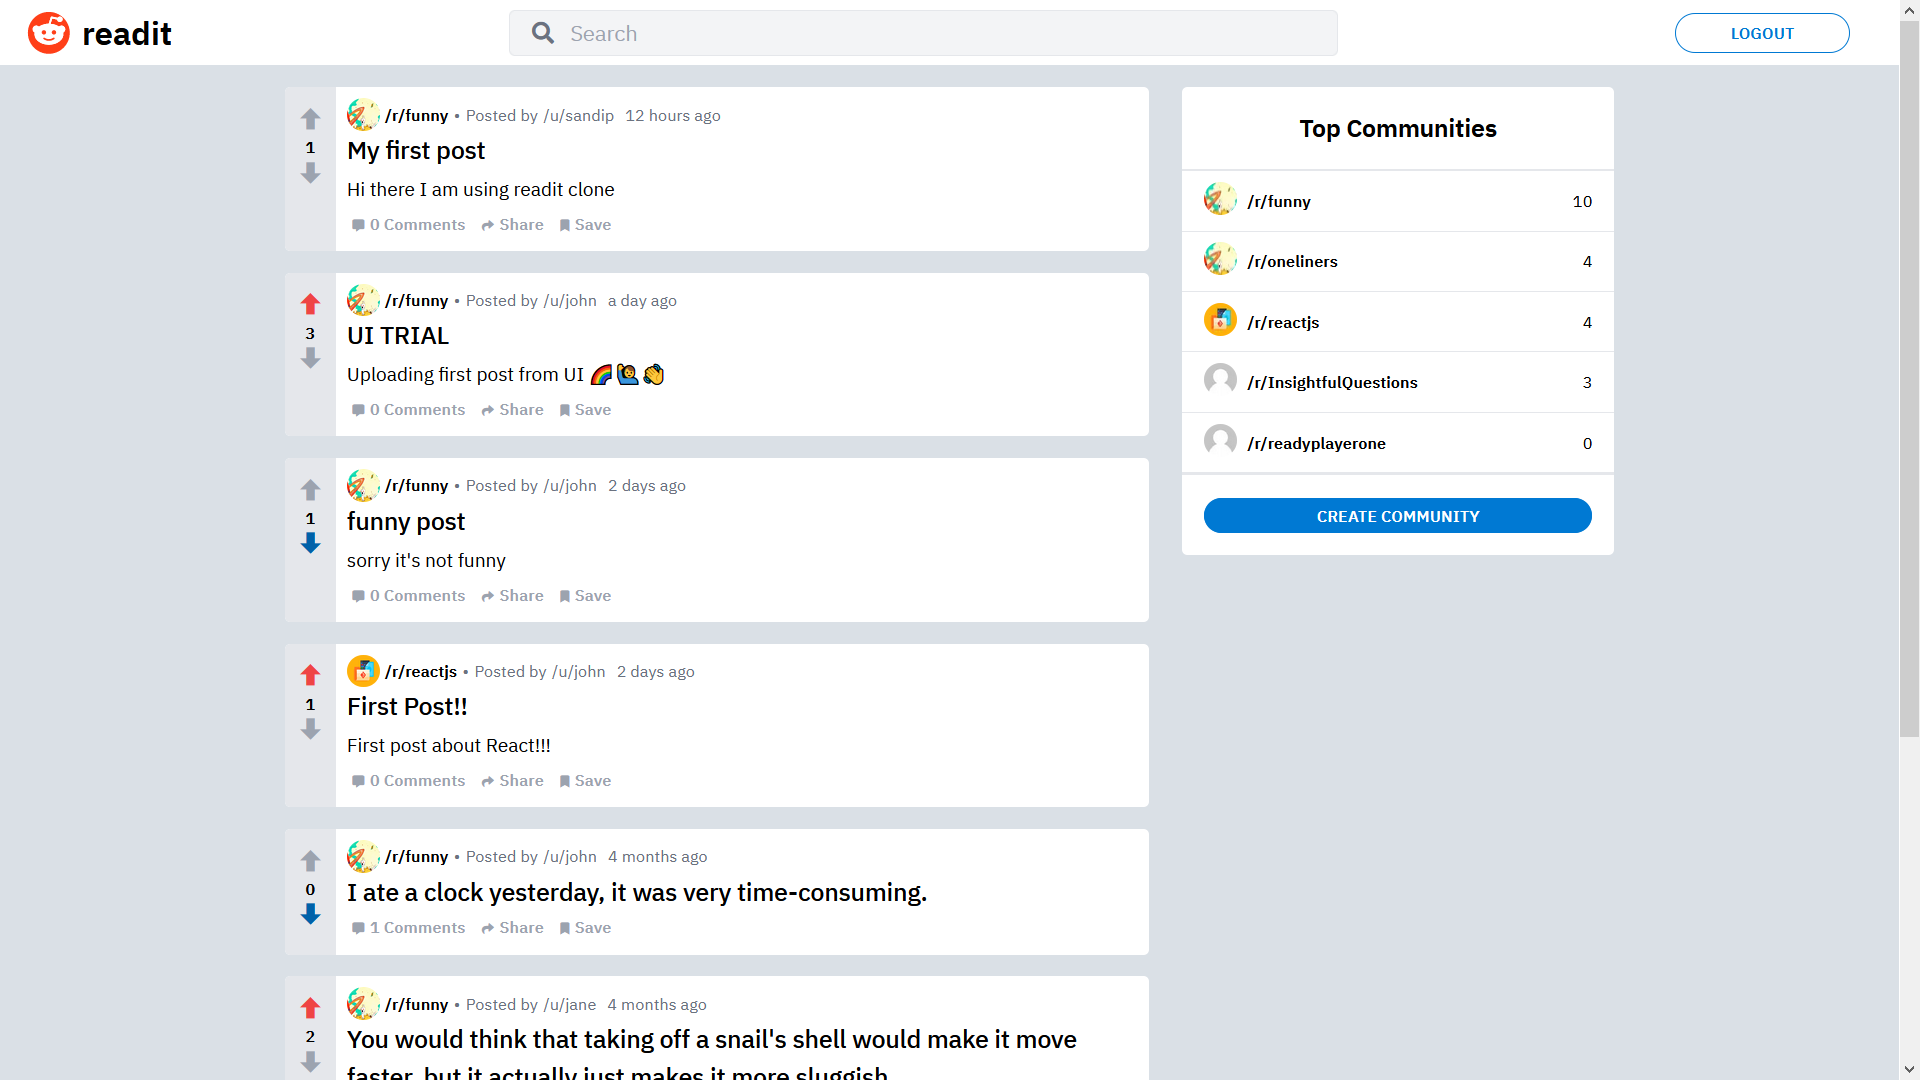 readit
Search
LOGOUT
/r/funny • Posted by /u/sandip 12 hours ago
1
My first post
Hi there I am using readit clone
0 Comments Share Save
/r/funny • Posted by /u/john a day ago
3
UI TRIAL
Uploading first post from UI 🌈🙋👏
0 Comments Share Save
/r/funny • Posted by /u/john 2 days ago
1
funny post
sorry it's not funny
0 Comments Share Save
/r/reactjs • Posted by /u/john 2 days ago
1
First Post!!
First post about React!!!
0 Comments Share Save
/r/funny • Posted by /u/john 4 months ago
0
I ate a clock yesterday, it was very time-consuming.
1 Comments Share Save
/r/funny • Posted by /u/jane 4 months ago
2
You would think that taking off a snail's shell would make it move
faster, but it actually just makes it more sluggish.
Top Communities
/r/funny 10
/r/oneliners 4
/r/reactjs 4
/r/InsightfulQuestions 3
/r/readyplayerone 0
CREATE COMMUNITY